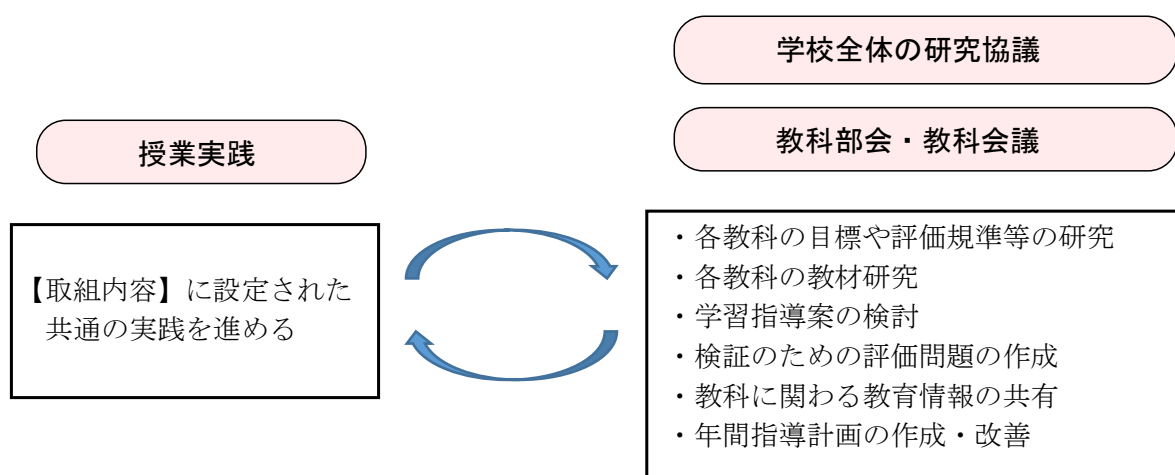 学校全体の研究協議
教科部会・教科会議
授業実践
【取組内容】に設定された
共通の実践を進める
・各教科の目標や評価規準等の研究
・各教科の教材研究
・学習指導案の検討
・検証のための評価問題の作成
・教科に関わる教育情報の共有
・年間指導計画の作成・改善